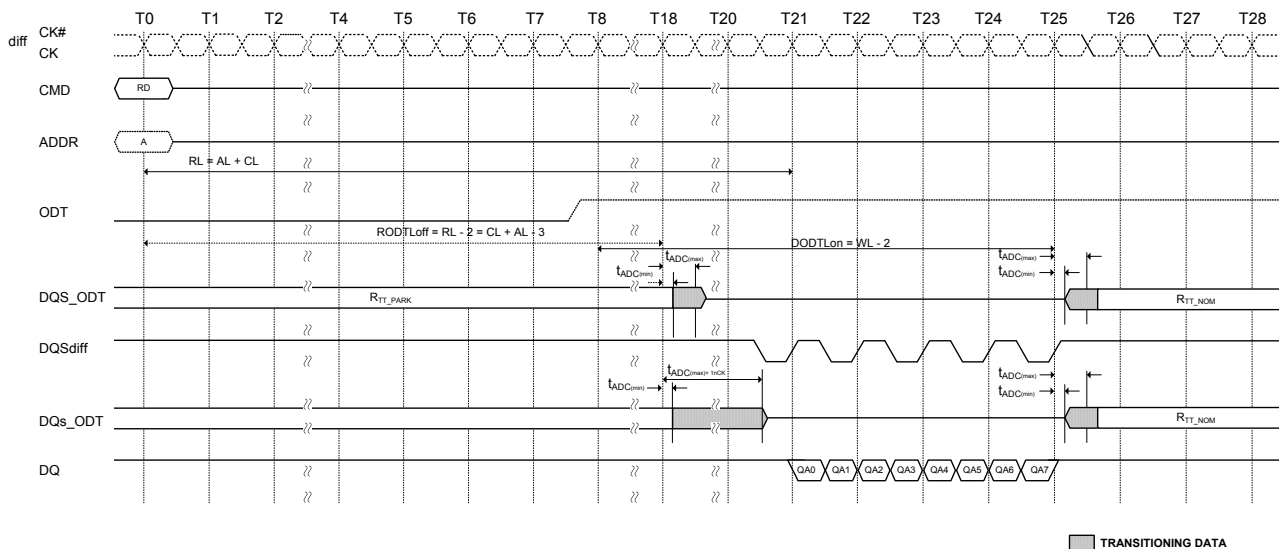 T0 T1 T2 T4 T5 T6 T7 T8 T18 T20 T21 T22 T23 T24 T25 T26 T27 T28
diff CK#
CK
CMD RD
ADDR A
RL = AL + CL
ODT
RODTLoff = RL - 2 = CL + AL - 3
DODTLon = WL - 2
tADC(max) tADC(max)
tADC(min) tADC(min)
DQS_ODT RTT_PARK RTT_NOM
DQSdiff
tADC(max)+ 1nCK tADC(max)
tADC(min) tADC(min)
DQs_ODT RTT_NOM
DQ QA0 QA1 QA2 QA3 QA4 QA5 QA6 QA7
TRANSITIONING DATA